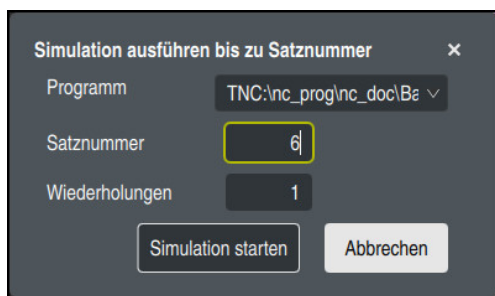 Simulation ausführen bis zu Satznummer ×
Programm TNC:\nc_prog\nc_doc\Ba
Satznummer 6
Wiederholungen 1
Simulation starten Abbrechen